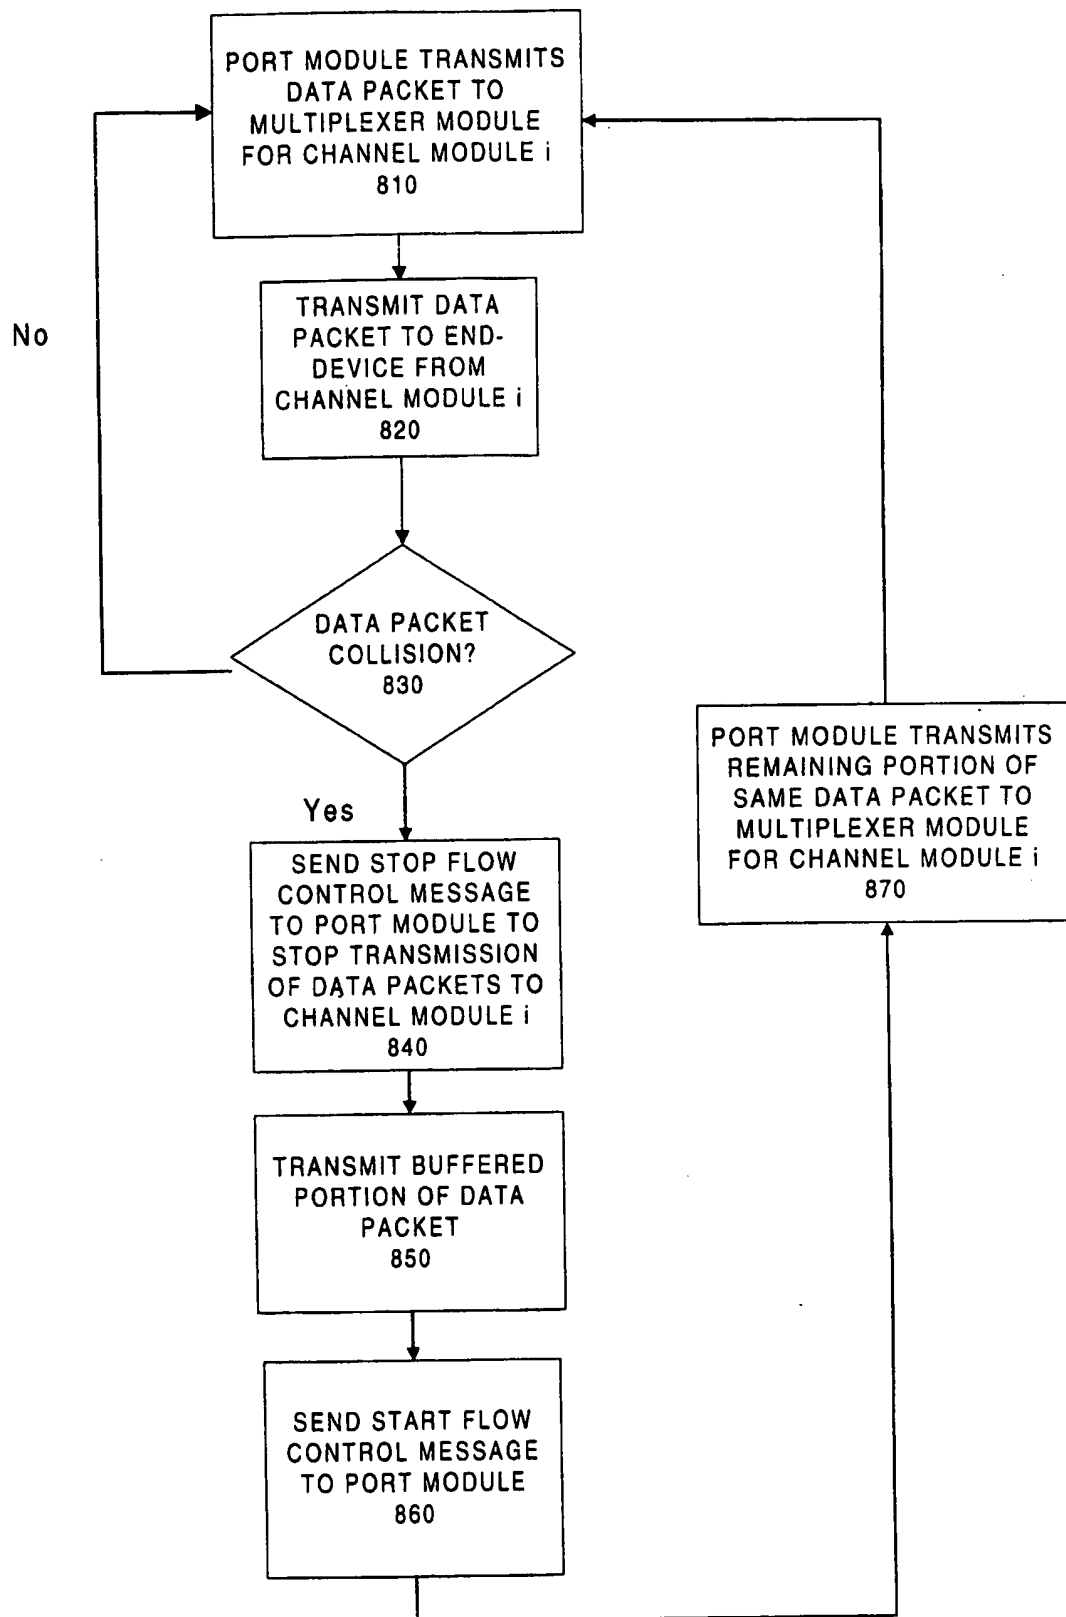 PORT MODULE TRANSMITS
DATA PACKET TO
MULTIPLEXER MODULE
FOR CHANNEL MODULE i
810
TRANSMIT DATA
PACKET TO END-
DEVICE FROM
CHANNEL MODULE i
820
No
DATA PACKET
COLLISION?
830
Yes
SEND STOP FLOW
CONTROL MESSAGE
TO PORT MODULE TO
STOP TRANSMISSION
OF DATA PACKETS TO
CHANNEL MODULE i
840
TRANSMIT BUFFERED
PORTION OF DATA
PACKET
850
SEND START FLOW
CONTROL MESSAGE
TO PORT MODULE
860
PORT MODULE TRANSMITS
REMAINING PORTION OF
SAME DATA PACKET TO
MULTIPLEXER MODULE
FOR CHANNEL MODULE i
870